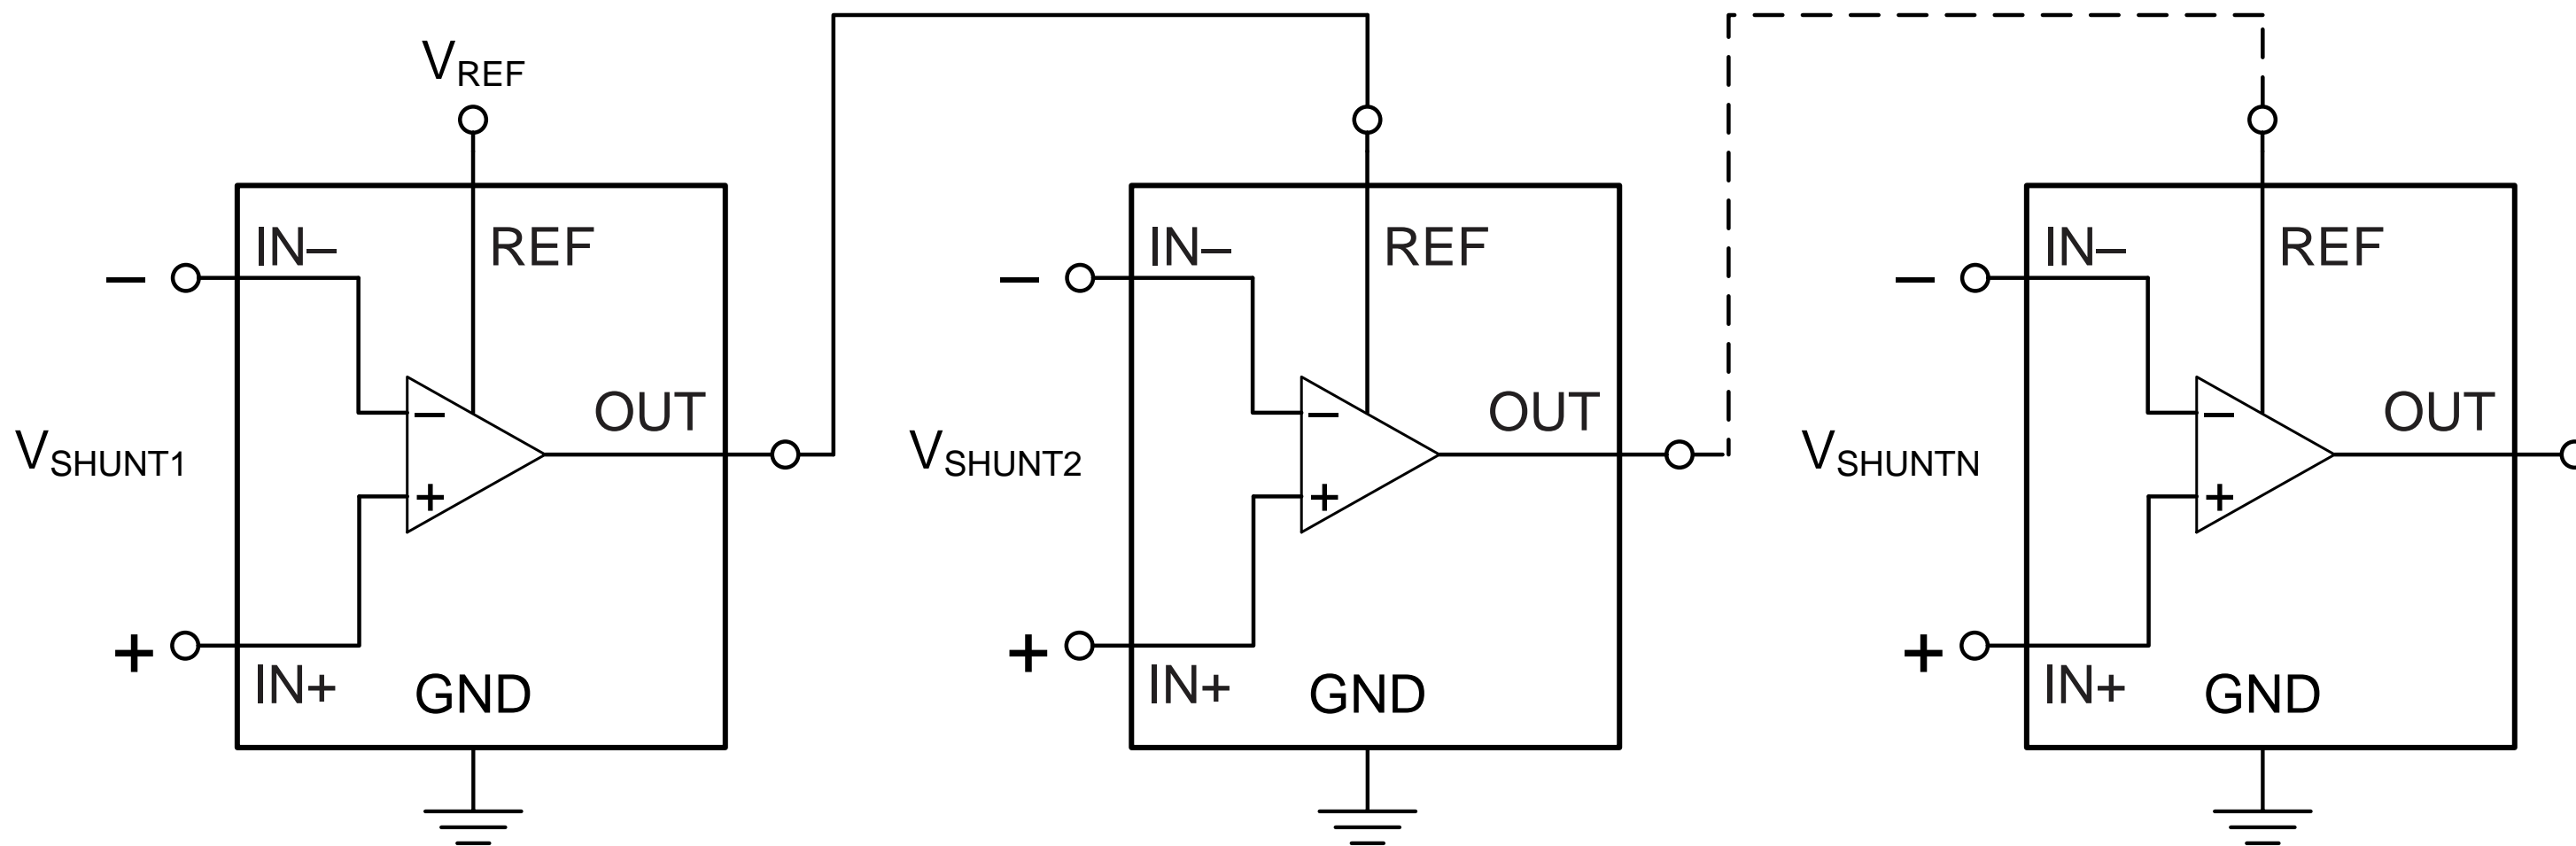 VREF
IN–
REF
IN–
REF
IN–
REF
–
–
–
–
–
–
OUT
OUT
OUT
VSHUNT1
VSHUNT2
VSHUNTN
+
+
+
+
+
+
IN+
GND
IN+
GND
IN+
GND